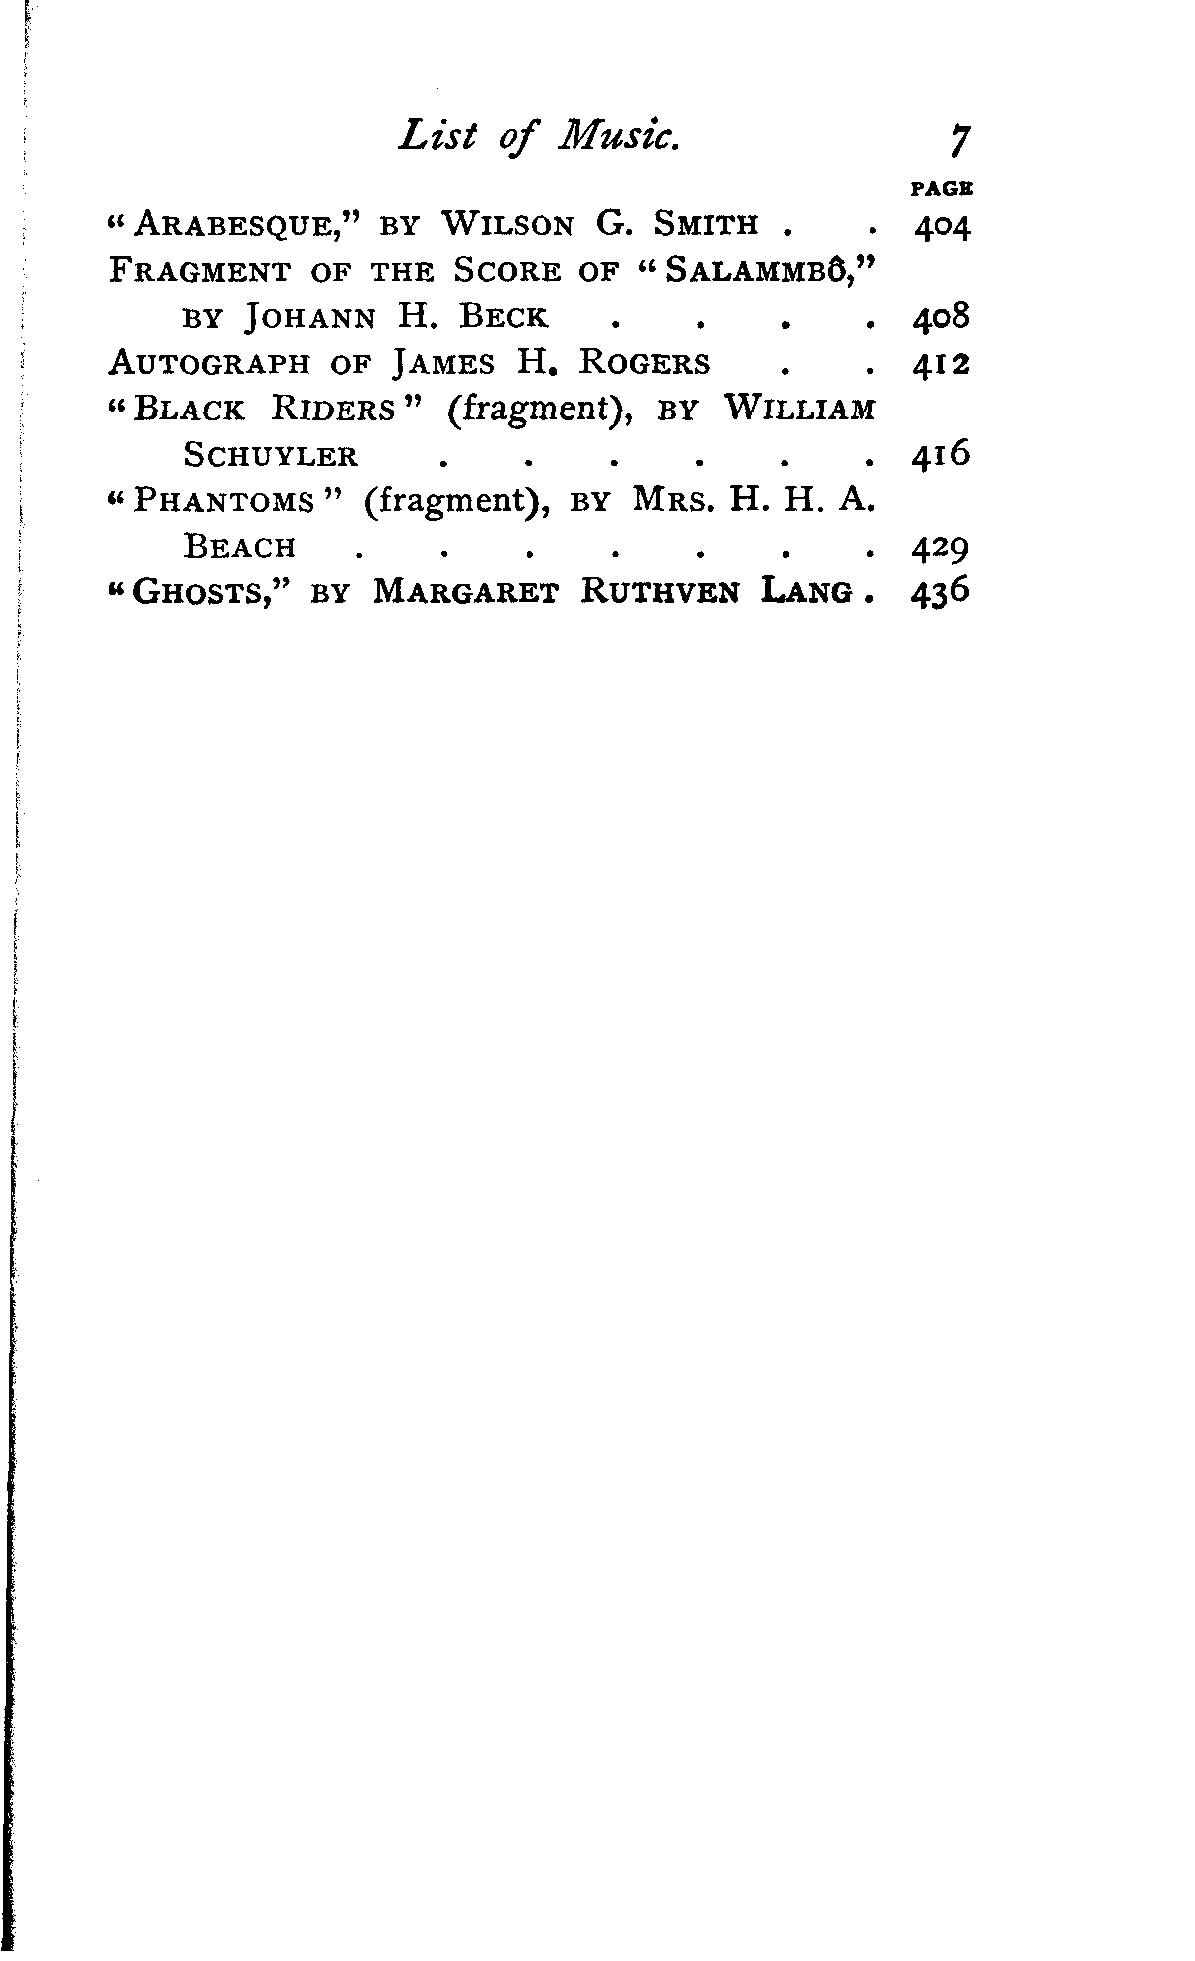 List of Music. 7
PAGE
“ARABESQUE,” BY WILSON G. SMITH . . 404
FRAGMENT OF THE SCORE OF “SALAMMBÔ,”
BY JOHANN H. BECK . . . . 408
AUTOGRAPH OF JAMES H. ROGERS . . 412
“BLACK RIDERS” (fragment), BY WILLIAM
SCHUYLER . . . . . . 416
“PHANTOMS” (fragment), BY MRS. H. H. A.
BEACH . . . . . . . 429
“GHOSTS,” BY MARGARET RUTHVEN LANG . 436